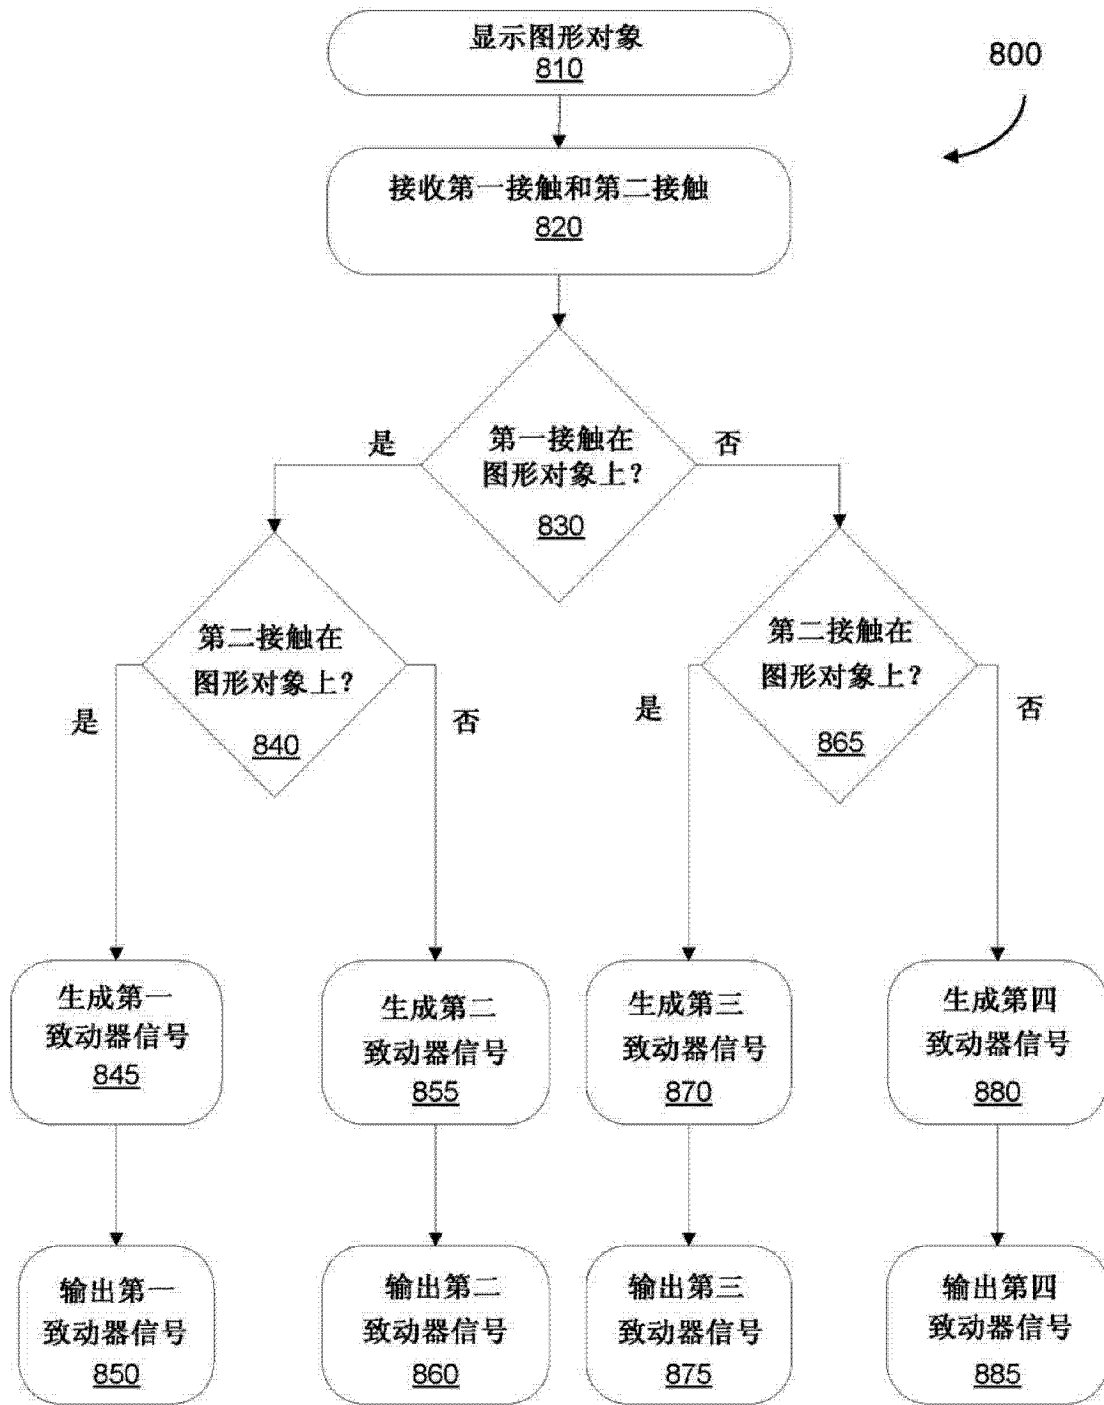 显示图形对象
810
800
接收第一接触和第二接触
820
是
否
第一接触在
图形对象上?
830
第二接触在
图形对象上?
840
是
否
第二接触在
图形对象上?
865
是
否
生成第一
致动器信号
845
生成第二
致动器信号
855
生成第三
致动器信号
870
生成第四
致动器信号
880
输出第一
致动器信号
850
输出第二
致动器信号
860
输出第三
致动器信号
875
输出第四
致动器信号
885